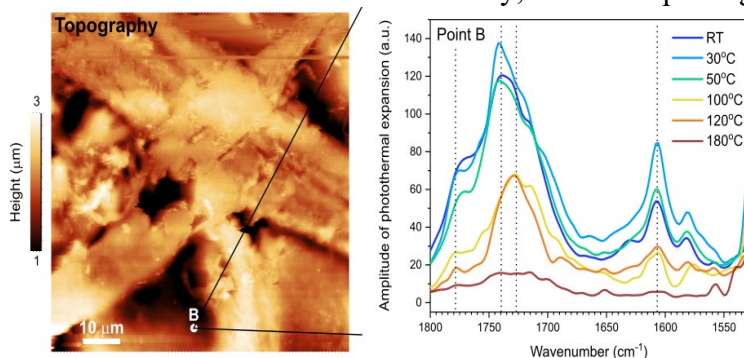 Topography
Height (μm)
3
1
B
10 μm
Point B
RT
30°C
50°C
100°C
120°C
180°C
Amplitude of photothermal expansion (a.u.)
140
120
100
80
60
40
20
0
1800 1750 1700 1650 1600 1550
Wavenumber (cm⁻¹)